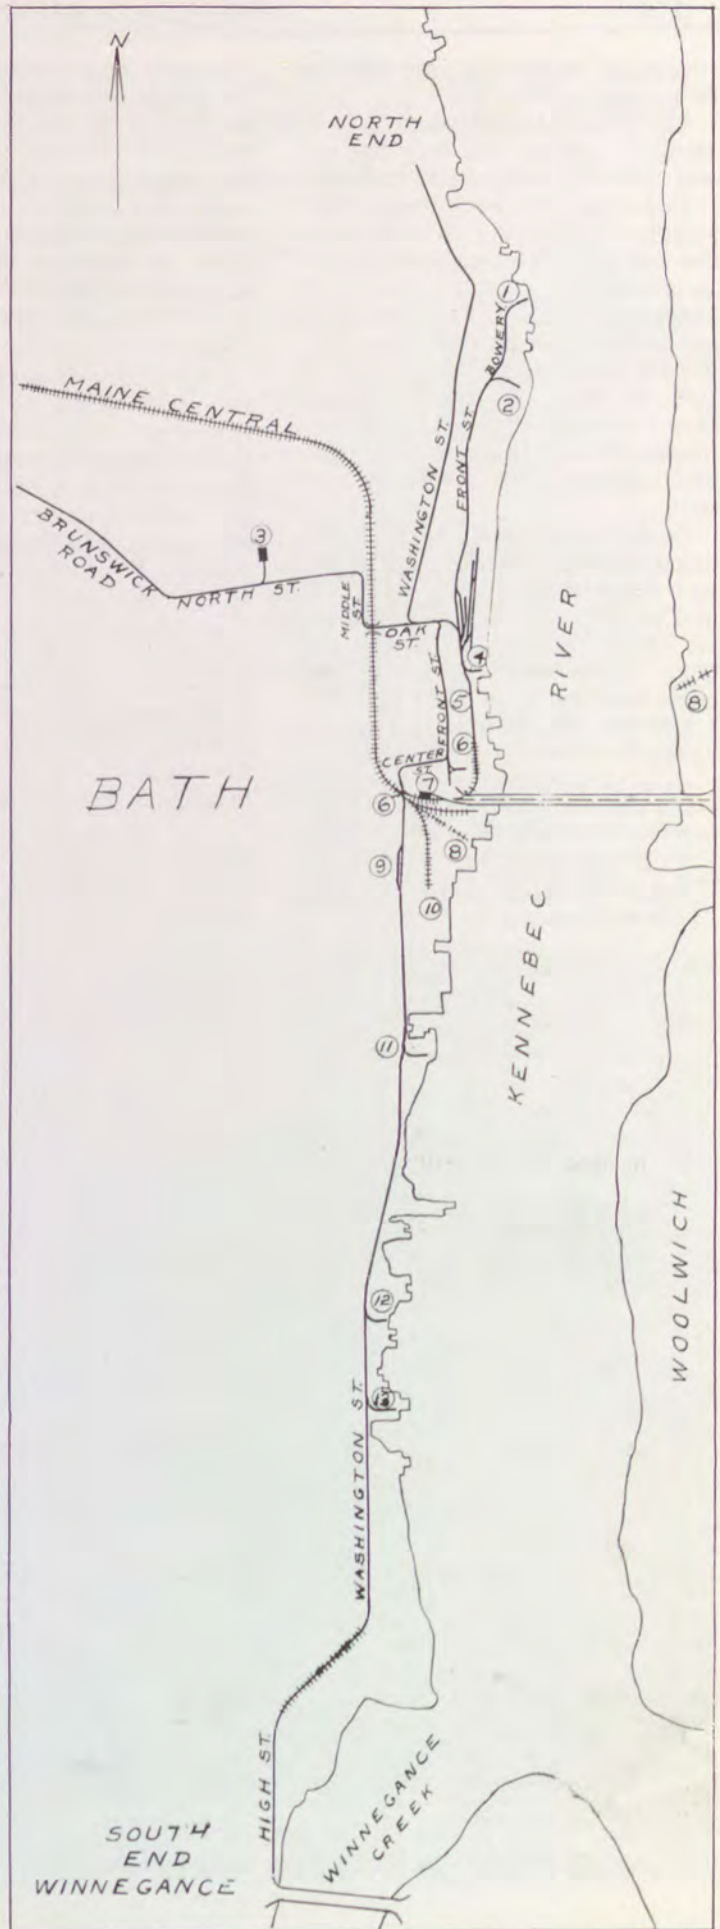 N
NORTH
END
1
BOWERY
2
MAINE CENTRAL
WASHINGTON ST.
FRONT ST.
3
BRUNSWICK
ROAD
NORTH ST.
MIDDLE
ST.
OAK
ST.
4
RIVER
FRONT ST.
5
8
6
CENTER
ST.
7
BATH
6
8
9
10
KENNEBEC
11
WOOLWICH
12
13
WASHINGTON ST.
HIGH ST.
WINNEGANCE
CREEK
SOUTH
END
WINNEGANCE